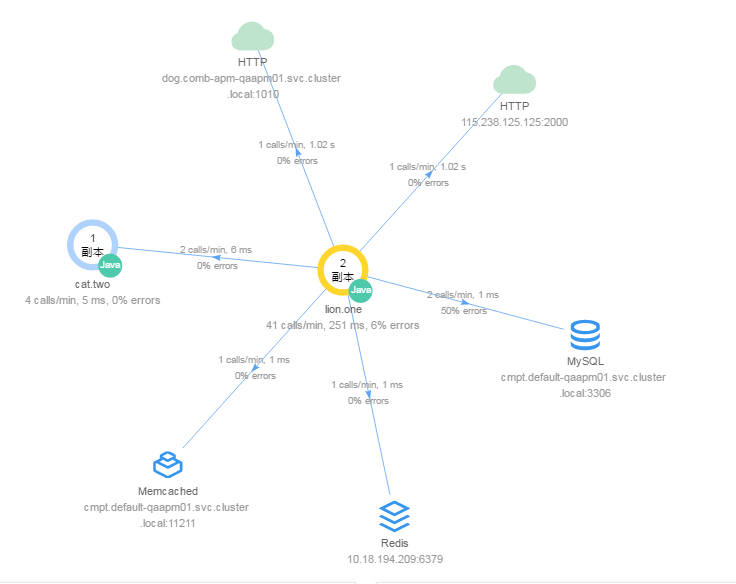 HTTP
dog.comb-apm-qaapm01.svc.cluster
.local:1010
HTTP
115.238.125.125:2000
1 calls/min, 1.02 s
0% errors
1 calls/min, 1.02 s
0% errors
1
副本
Java
cat.two
4 calls/min, 5 ms, 0% errors
2 calls/min, 6 ms
0% errors
2
副本
Java
lion.one
41 calls/min, 251 ms, 6% errors
2 calls/min, 1 ms
50% errors
MySQL
cmpt.default-qaapm01.svc.cluster
.local:3306
1 calls/min, 1 ms
0% errors
1 calls/min, 1 ms
0% errors
Memcached
cmpt.default-qaapm01.svc.cluster
.local:11211
Redis
10.18.194.209:6379